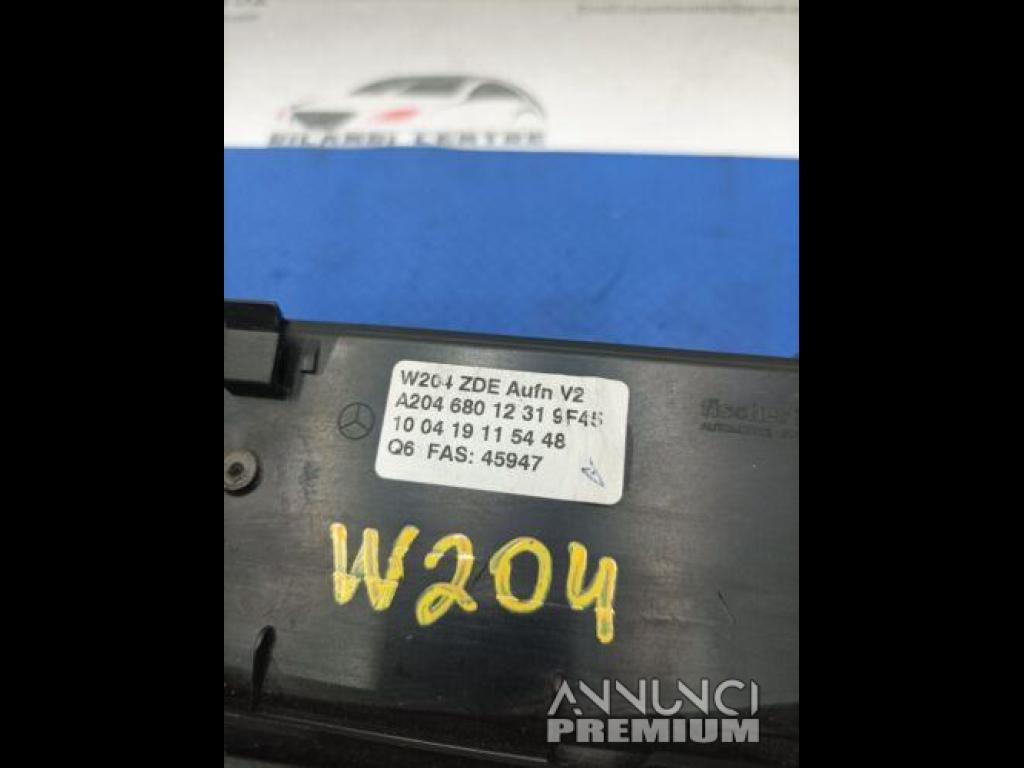 W204 ZDE Aufn V2
A204 680 12 31 9F45
10 04 19 11 54 48
Q6 FAS: 45947
fischer
W204
ANNUNCI
PREMIUM